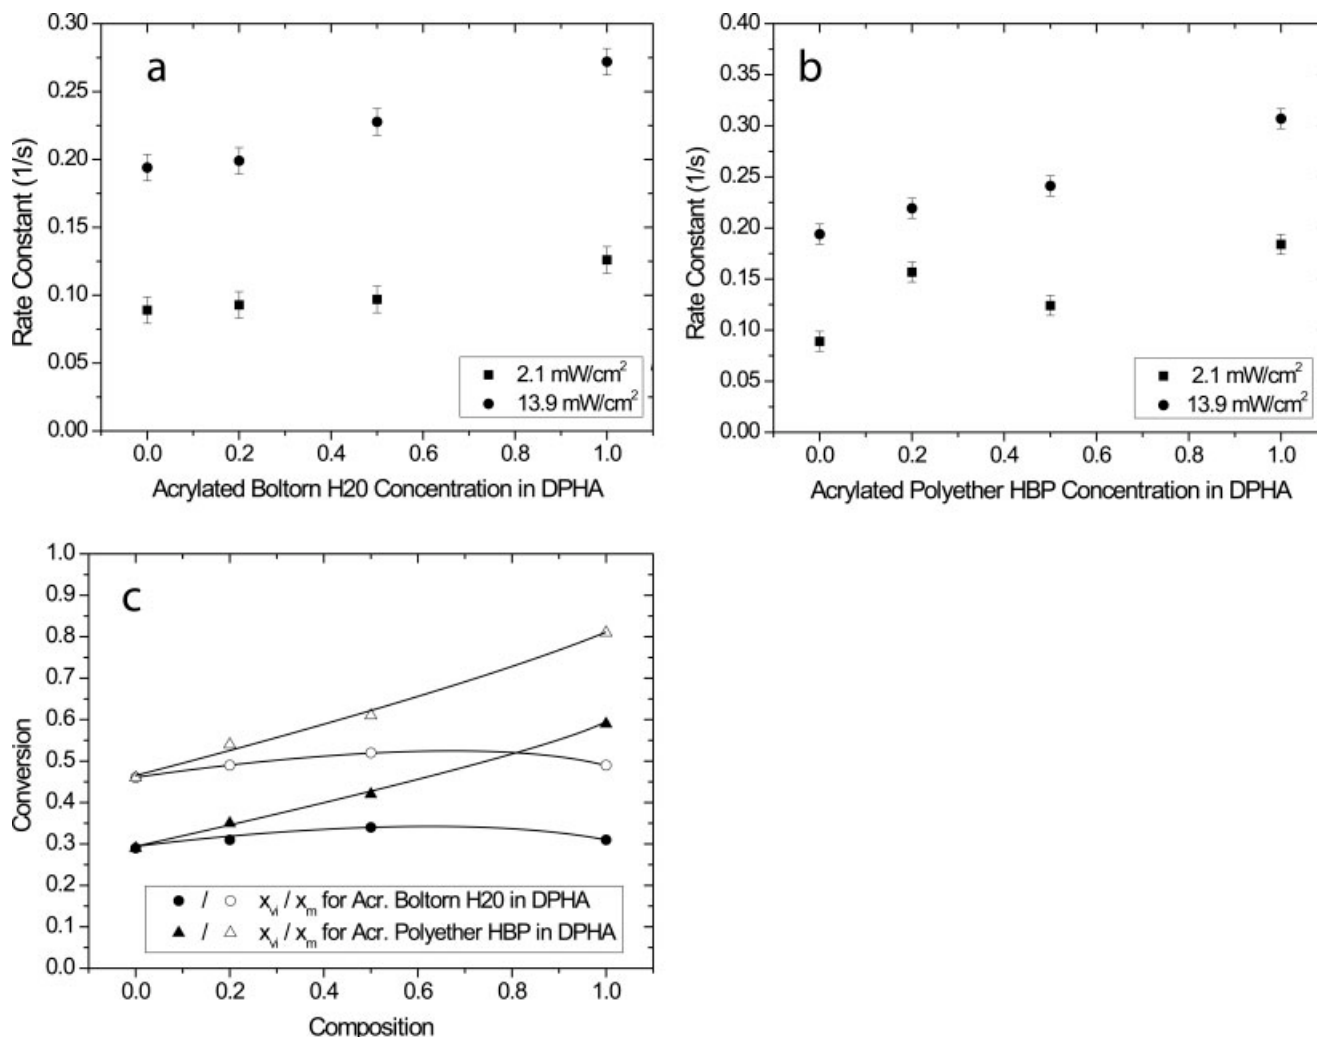 a
0.30
0.25
0.20
0.15
0.10
0.05
0.00
Rate Constant (1/s)
2.1 mW/cm²
13.9 mW/cm²
0.0 0.2 0.4 0.6 0.8 1.0
Acrylated Boltorn H20 Concentration in DPHA
b
0.40
0.35
0.30
0.25
0.20
0.15
0.10
0.05
0.00
Rate Constant (1/s)
2.1 mW/cm²
13.9 mW/cm²
0.0 0.2 0.4 0.6 0.8 1.0
Acrylated Polyether HBP Concentration in DPHA
c
1.0
0.9
0.8
0.7
0.6
0.5
0.4
0.3
0.2
0.1
0.0
Conversion
/ x_vi / x_m for Acr. Boltorn H20 in DPHA
/ x_vi / x_m for Acr. Polyether HBP in DPHA
0.0 0.2 0.4 0.6 0.8 1.0
Composition